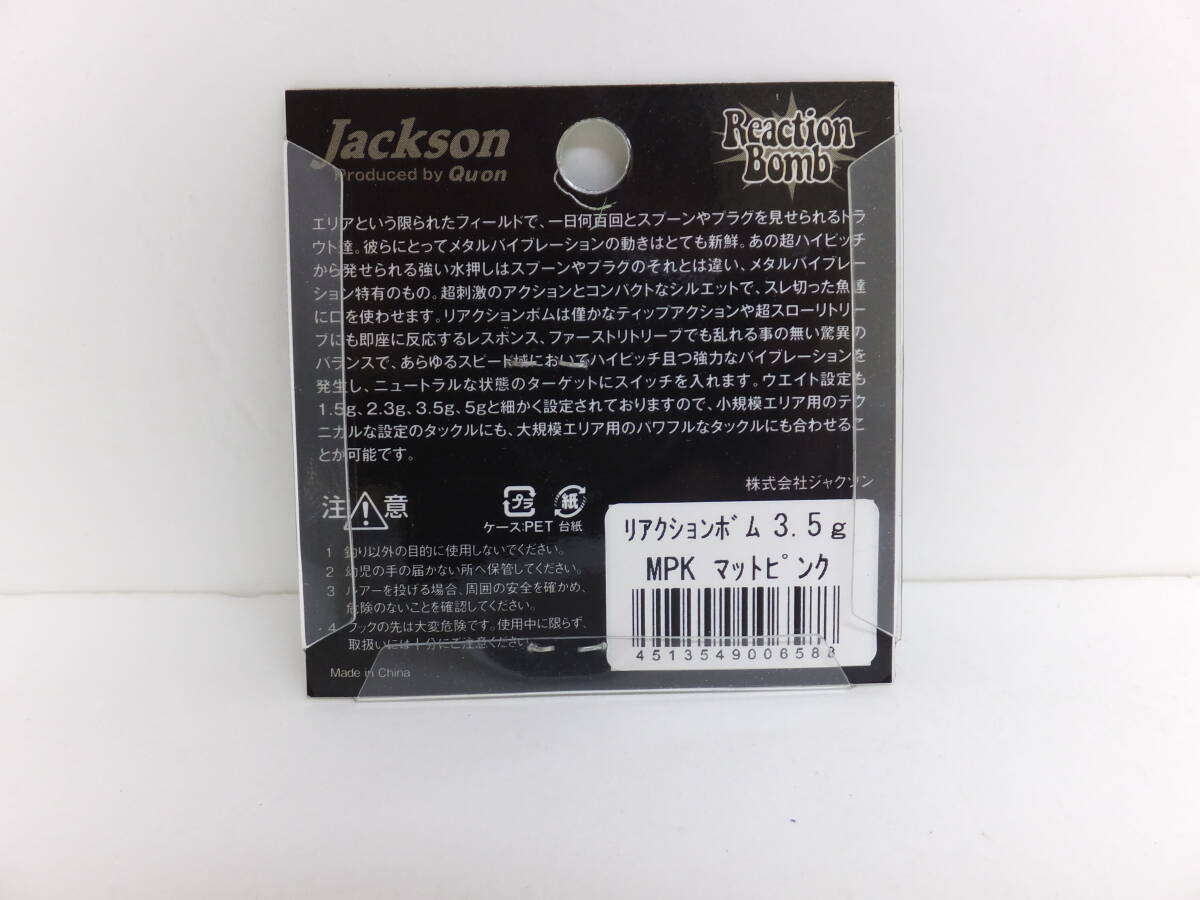 Jackson
Produced by Quon
Reaction
Bomb
エリアという限られたフィールドで、一日何百回とスプーンやプラグを見せられるトラ
ウト達。彼らにとってメタルバイブレーションの動きはとても新鮮。あの超ハイピッチ
から発せられる強い水押しはスプーンやプラグのそれとは違い、メタルバイブレー
ション特有のもの。超刺激のアクションとコンパクトなシルエットで、スレ切った魚達
に口を使わせます。リアクションボムは僅かなティップアクションや超スローリトリー
ブにも即座に反応するレスポンス、ファーストリトリーブでも乱れる事の無い驚異の
バランスで、あらゆるスピード域においてハイピッチ且つ強力なバイブレーションを
発生し、ニュートラルな状態のターゲットにスイッチを入れます。ウエイト設定も
1.5g、2.3g、3.5g、5gと細かく設定されておりますので、小規模エリア用のテク
ニカルな設定のタックルにも、大規模エリア用のパワフルなタックルにも合わせるこ
とが可能です。
株式会社ジャクソン
注意
プラ 紙
ケース:PET 台紙
1 釣り以外の目的に使用しないでください。
2 幼児の手の届かない所へ保管してください。
3 ルアーを投げる場合、周囲の安全を確かめ、
危険のないことを確認してください。
4 フックの先は大変危険です。使用中に限らず、
取扱いには十分にご注意ください。
Made in China
リアクションボム 3.5g
MPK マットピンク
4513549006588